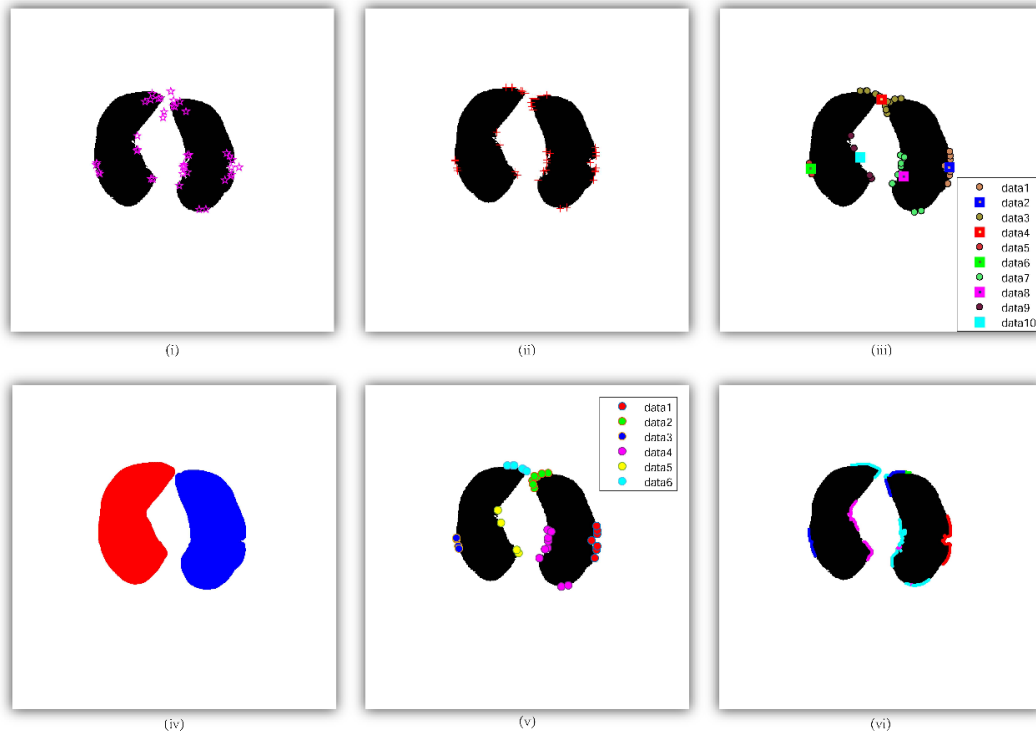 data1
data2
data3
data4
data5
data6
data7
data8
data9
data10
(i)
(ii)
(iii)
data1
data2
data3
data4
data5
data6
(iv)
(v)
(vi)